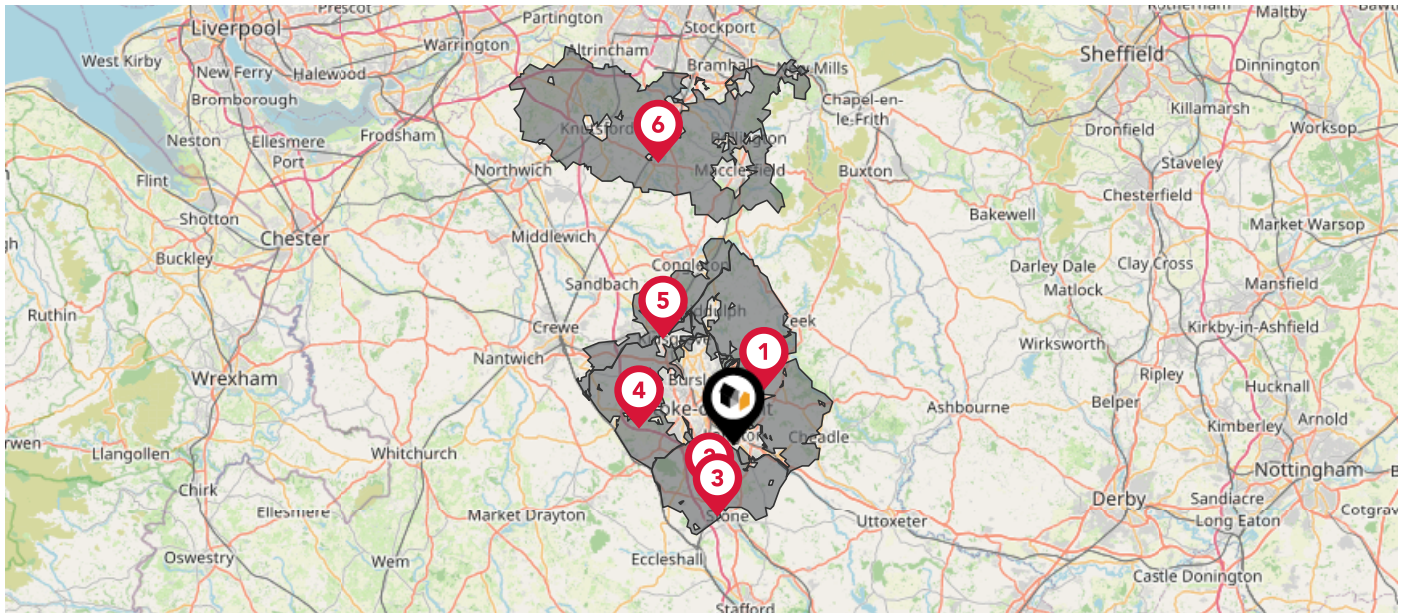 Prescot
Partington
Stockport
Rotherham
Maltby
Liverpool
Warrington
Altrincham
Sheffield
West Kirby
New Ferry
Halewood
Bramhall
New Mills
Dinnington
Bromborough
Chapel-en-
le-Frith
Killamarsh
Neston
Ellesmere
Port
Frodsham
Knutsford
6
Dronfield
Worksop
Northwich
Macclesfield
Buxton
Staveley
Flint
Chesterfield
Shotton
Bakewell
Market Warsop
Chester
Middlewich
Buckley
Congleton
Darley Dale
Clay Cross
Sandbach
Matlock
Mansfield
5
Biddulph
Ruthin
Crewe
Leek
Kirkby-in-Ashfield
Nantwich
1
Wirksworth
Wrexham
4
Ripley
Hucknall
Belper
Ashbourne
Arnold
Kimberley
Cheadle
Llangollen
Whitchurch
2
3
Nottingham
Chirk
Derby
Sandiacre
Ellesmere
Market Drayton
Stone
Uttoxeter
Long Eaton
Cotgrav
Oswestry
Wem
Eccleshall
Castle Donington
Stafford